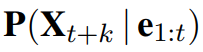 P(X_{t+k} | e_{1:t})